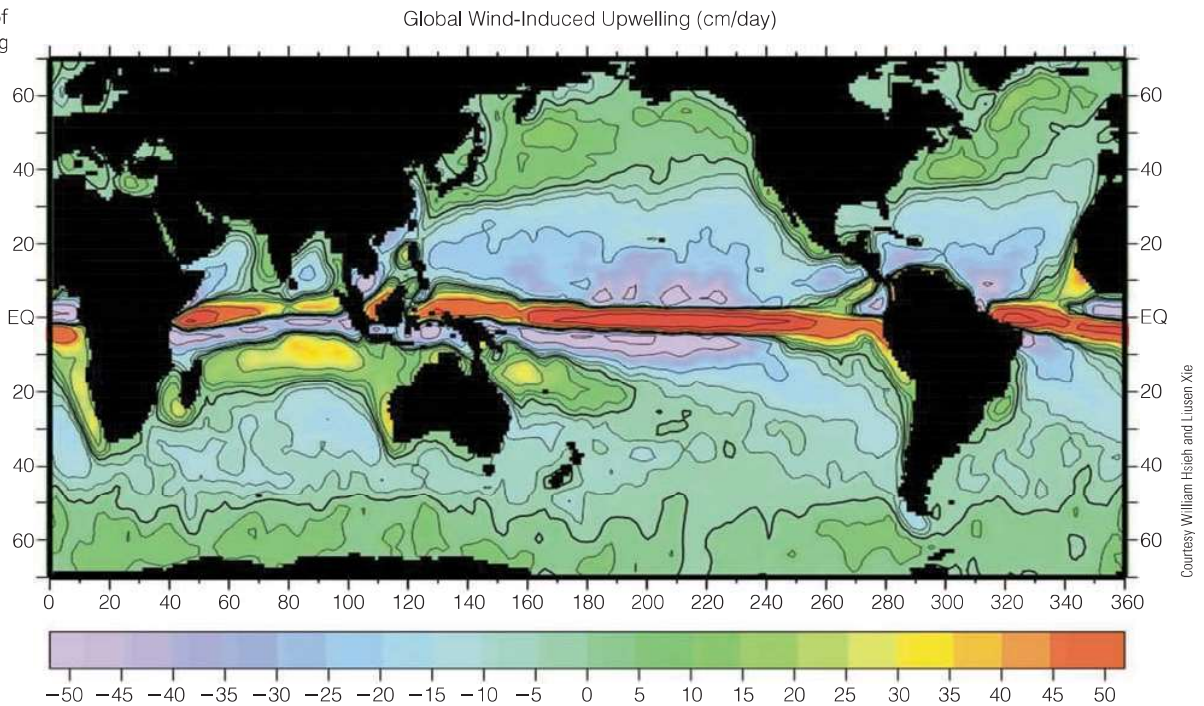 of
g
Global Wind-Induced Upwelling (cm/day)
60
40
20
EQ
20
40
60
60
40
20
EQ
20
40
60
0 20 40 60 80 100 120 140 160 180 200 220 240 260 280 300 320 340 360
−50 −45 −40 −35 −30 −25 −20 −15 −10 −5 0 5 10 15 20 25 30 35 40 45 50
Courtesy William Hsieh and Liusen Xie